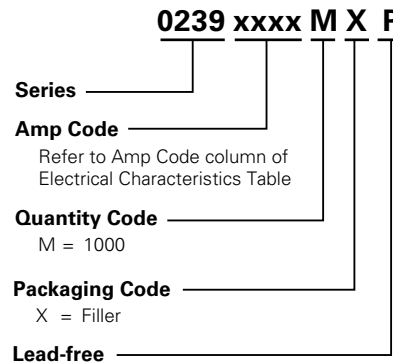 0239 xxxx M X P
Series
Amp Code
Refer to Amp Code column of
Electrical Characteristics Table
Quantity Code
M = 1000
Packaging Code
X = Filler
Lead-free